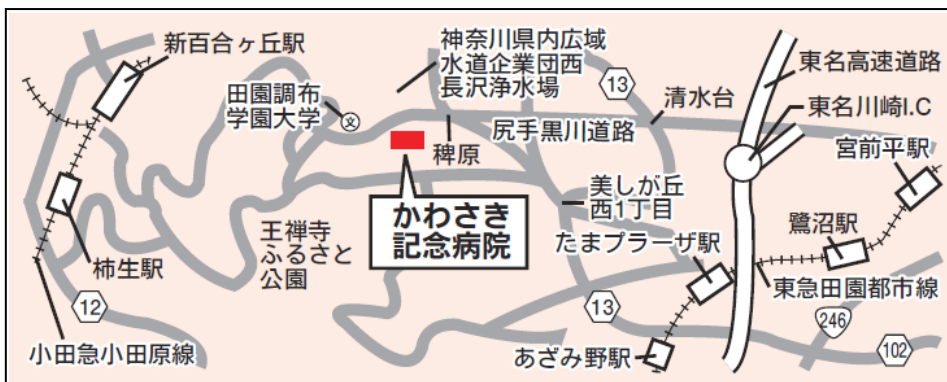 新百合ヶ丘駅
神奈川県内広域
水道企業団西
長沢浄水場
13
東名高速道路
田園調布
学園大学
文
清水台
東名川崎I.C
尻手黒川道路
稗原
宮前平駅
かわさき
記念病院
美しが丘
西1丁目
鷺沼駅
王禅寺
ふるさと
公園
たまプラーザ駅
柿生駅
東急田園都市線
12
13
246
小田急小田原線
あざみ野駅
102